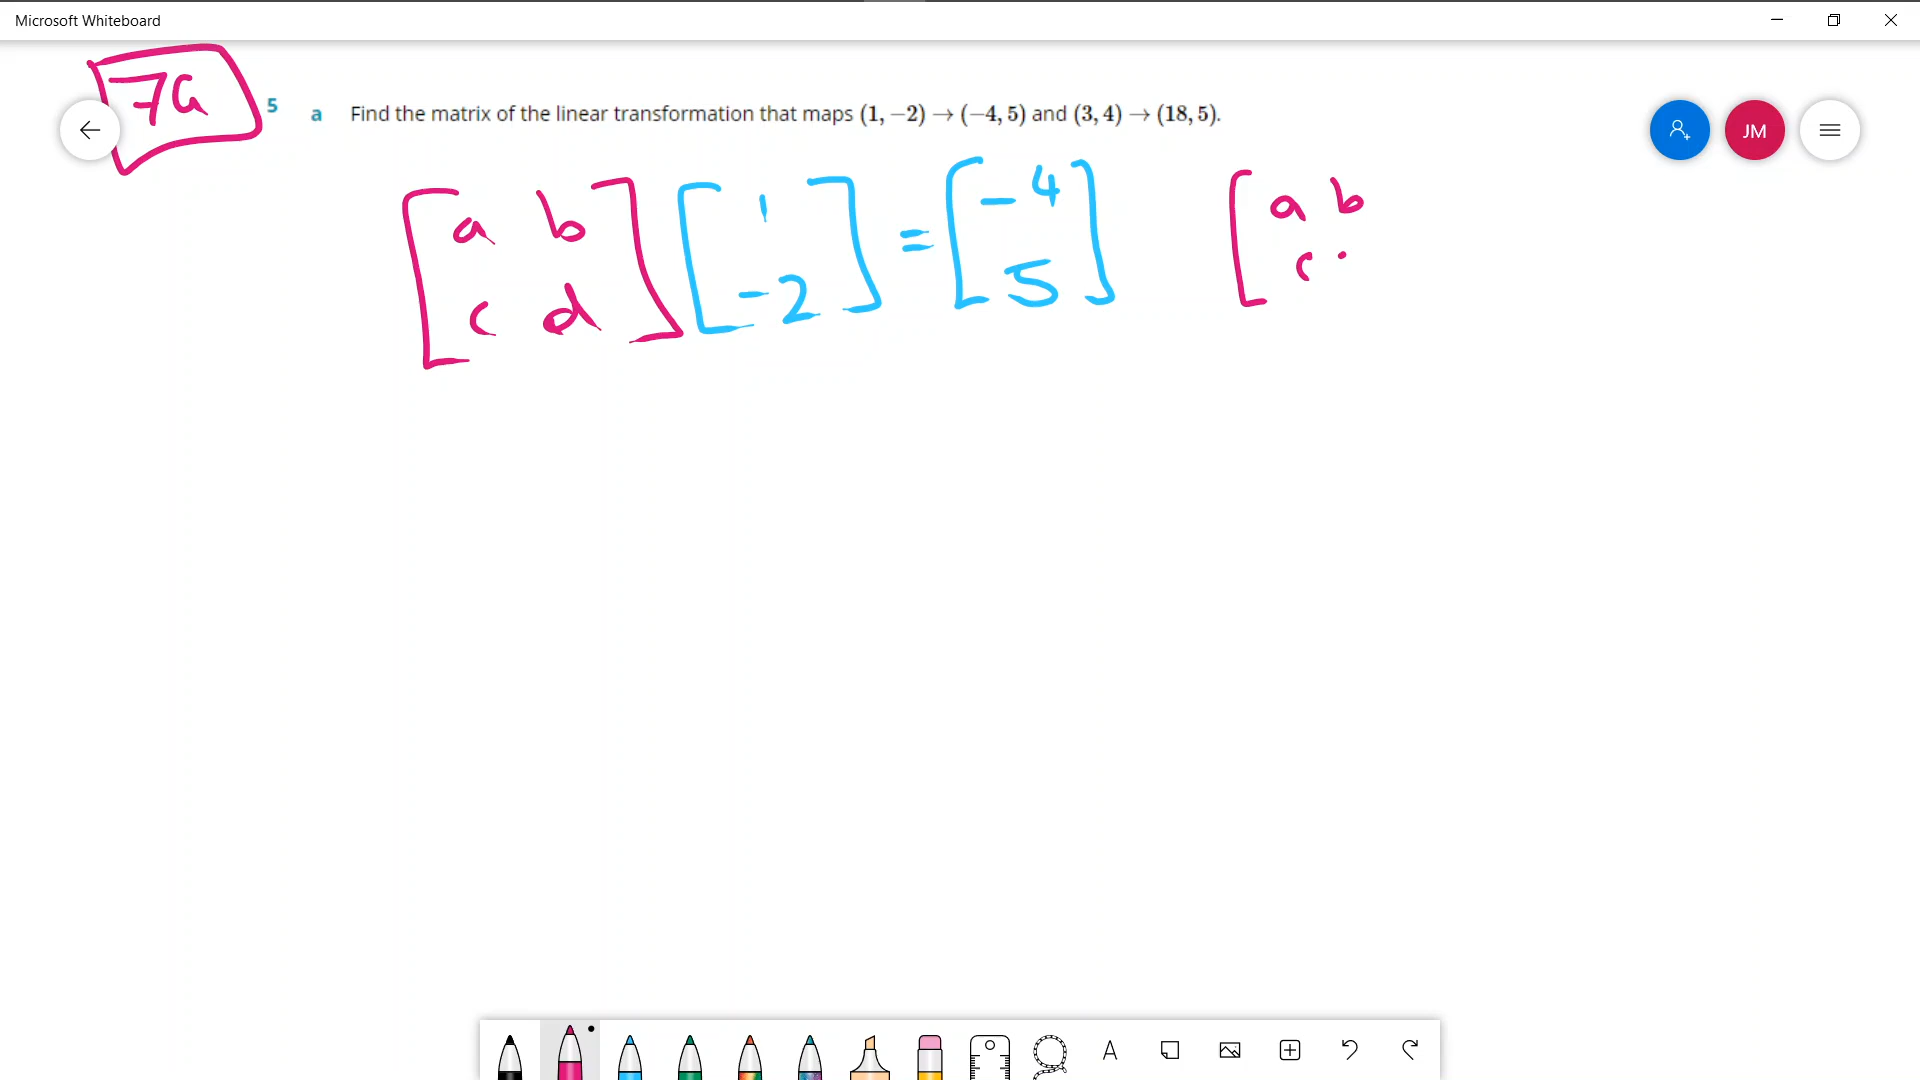 Microsoft Whiteboard
7G
5 a Find the matrix of the linear transformation that maps (1, −2) → (−4, 5) and (3, 4) → (18, 5).
JM
[a b] [1] = [-4] [a b
[c d] [-2] [5] c
A